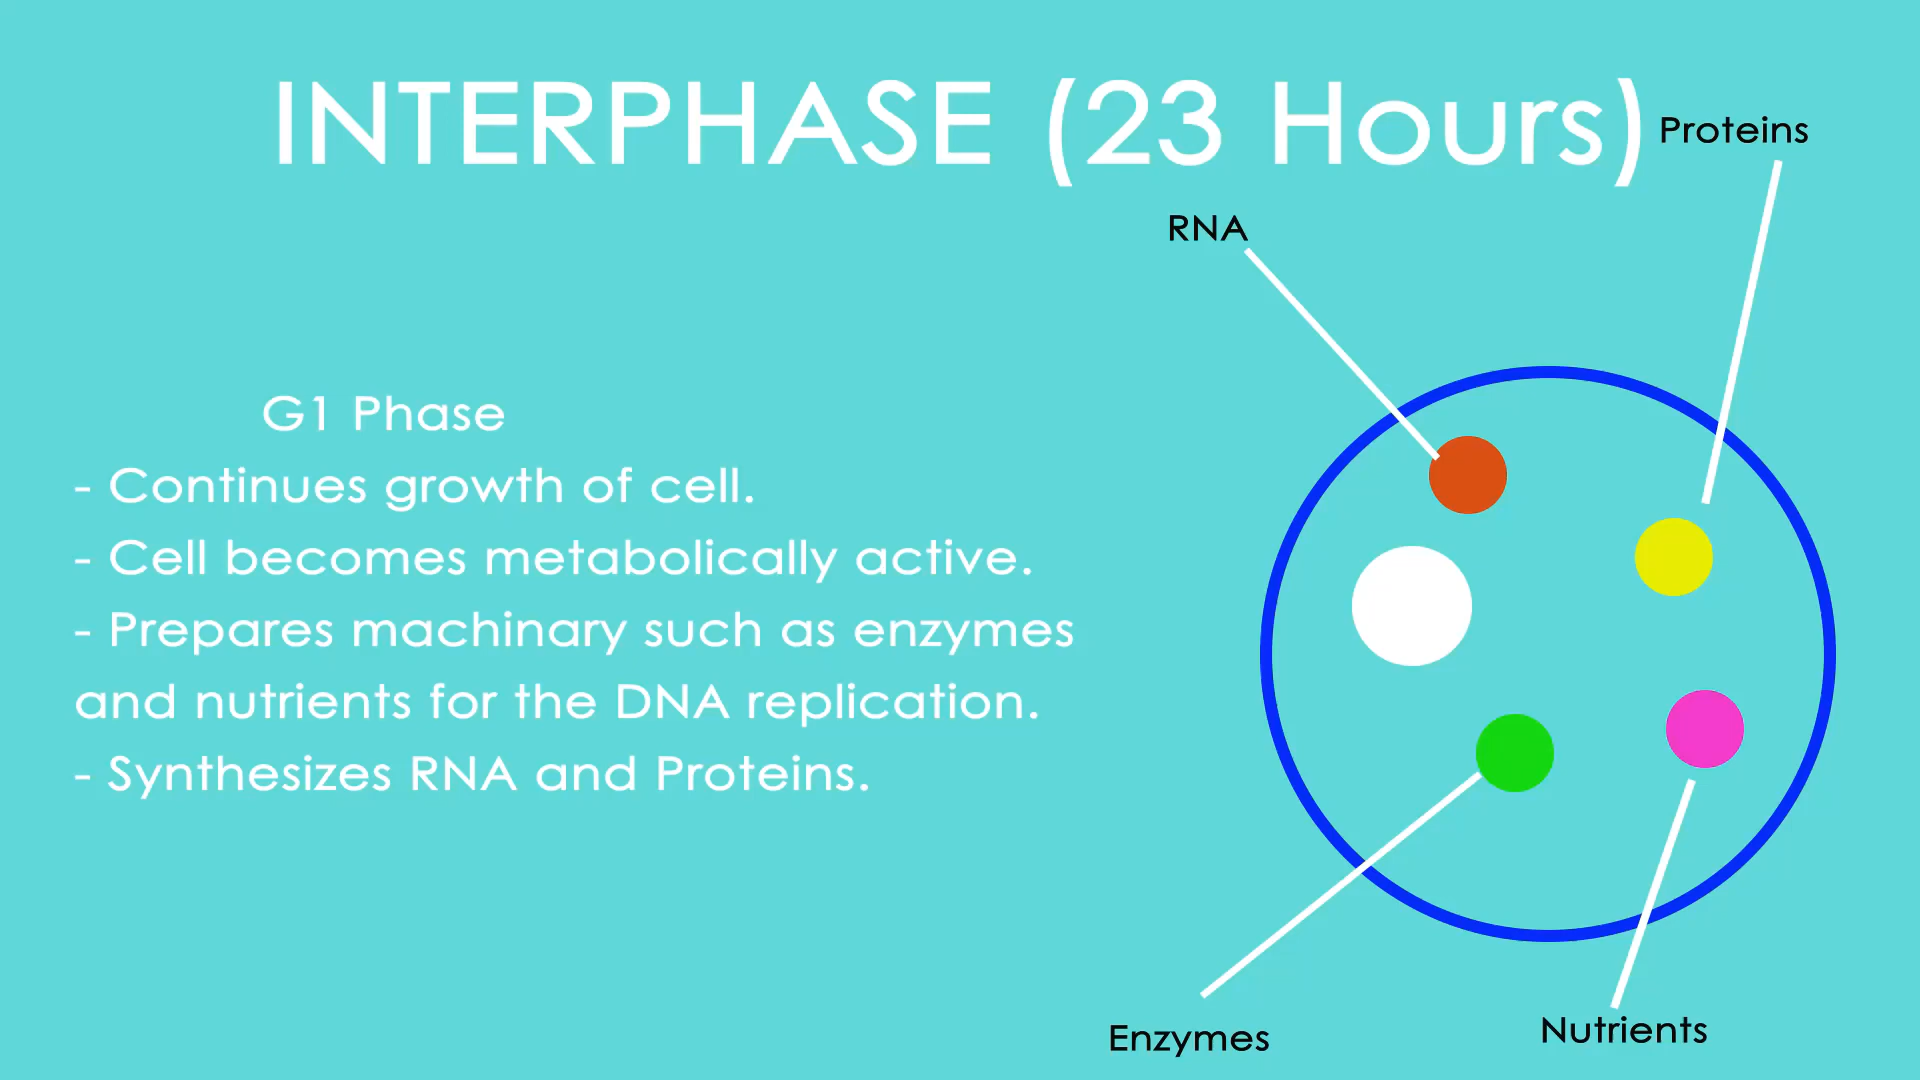 INTERPHASE (23 Hours)
Proteins
RNA
G1 Phase
- Continues growth of cell.
- Cell becomes metabolically active.
- Prepares machinary such as enzymes
and nutrients for the DNA replication.
- Synthesizes RNA and Proteins.
Enzymes
Nutrients